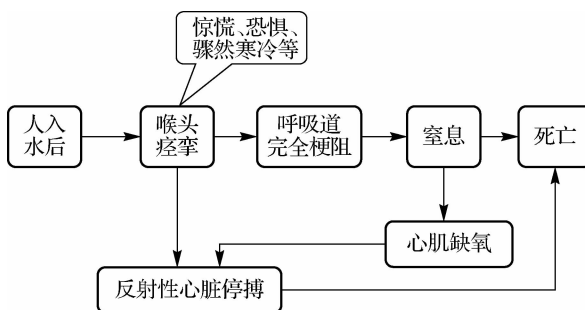 惊慌、恐惧、
骤然寒冷等
人入
水后
喉头
痉挛
呼吸道
完全梗阻
窒息
死亡
心肌缺氧
反射性心脏停搏